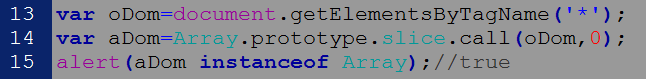 13 var oDom=document.getElementsByTagName('*');
14 var aDom=Array.prototype.slice.call(oDom,0);
15 alert(aDom instanceof Array);//true